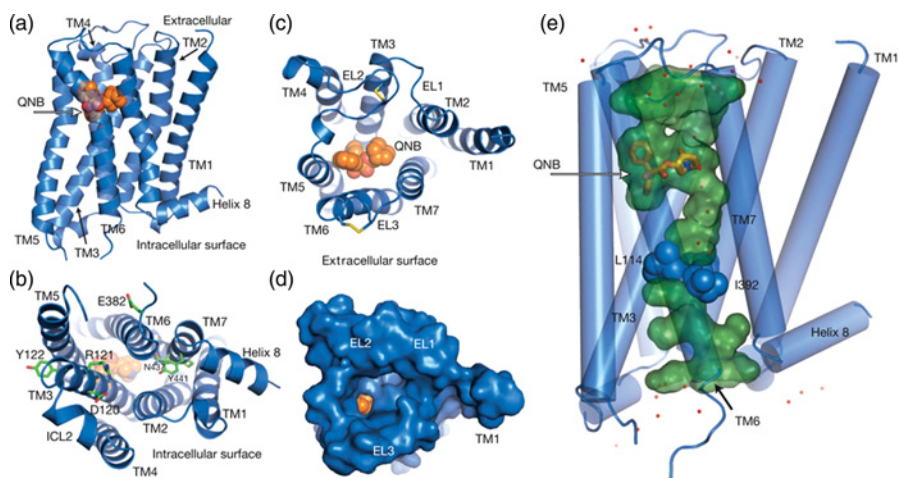 (a)
TM4
Extracellular
TM2
QNB
TM1
Helix 8
TM5
TM6
TM3
Intracellular surface
(b)
TM5
E382
TM6
TM7
Y122
R121
Helix 8
Y441
TM3
D120
TM1
TM2
ICL2
Intracellular surface
TM4
(c)
TM3
EL2
EL1
TM4
TM2
QNB
TM1
TM5
TM7
TM6
EL3
Extracellular surface
(d)
EL2
EL1
TM1
EL3
(e)
TM2
TM1
TM5
QNB
TM7
L114
I392
TM3
Helix 8
TM6